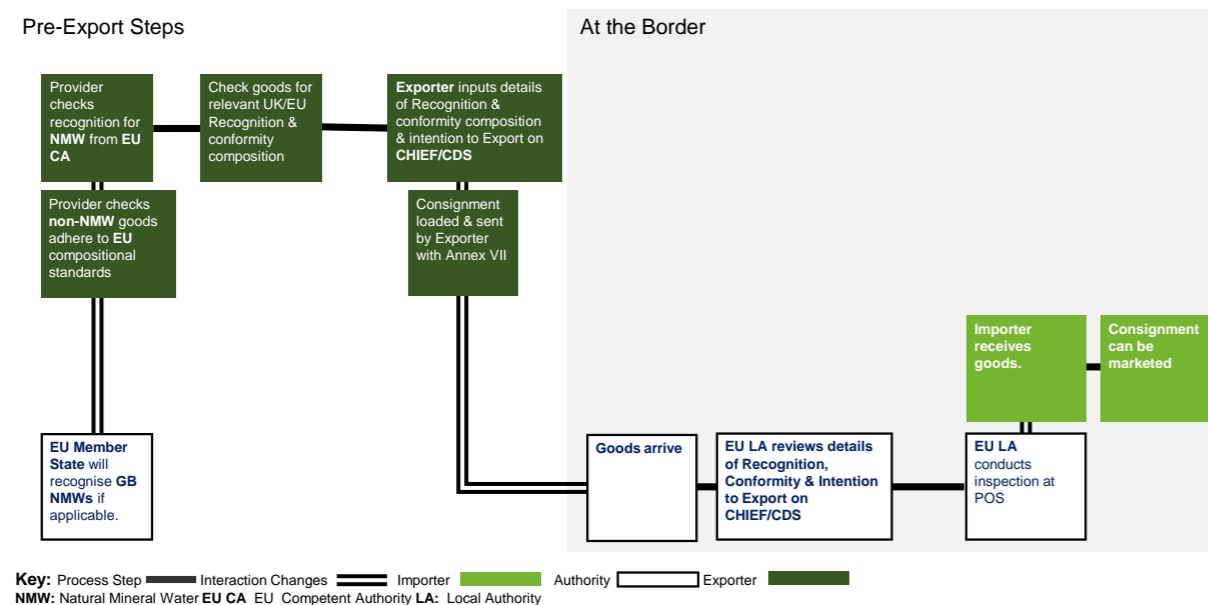 Pre-Export Steps
At the Border
Provider
checks
recognition for
NMW from EU
CA
Check goods for
relevant UK/EU
Recognition &
conformity
composition
Exporter inputs details
of Recognition &
conformity composition
& intention to Export on
CHIEF/CDS
Provider checks
non-NMW goods
adhere to EU
compositional
standards
Consignment
loaded & sent
by Exporter
with Annex VII
Importer
receives
goods.
Consignment
can be
marketed
EU Member
State will
recognise GB
NMWs if
applicable.
Goods arrive
EU LA reviews details
of Recognition,
Conformity & Intention
to Export on
CHIEF/CDS
EU LA
conducts
inspection at
POS
Key: Process Step Interaction Changes Importer Authority Exporter
NMW: Natural Mineral Water EU CA EU Competent Authority LA: Local Authority